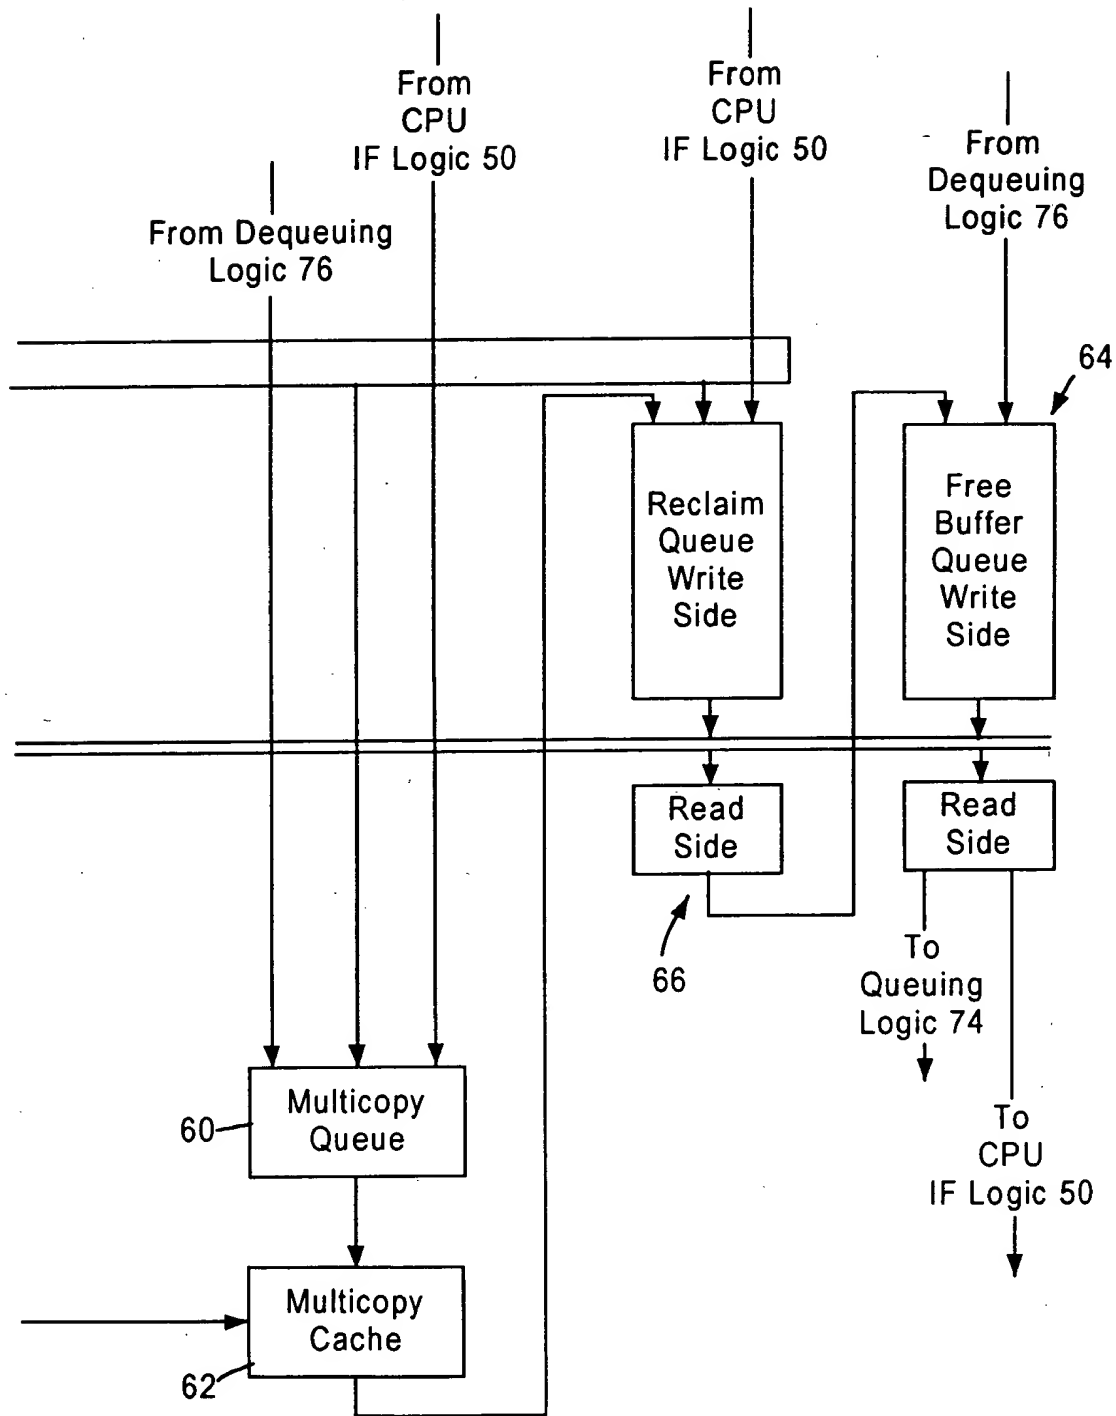 From
CPU
IF Logic 50
From
CPU
IF Logic 50
From
Dequeuing
Logic 76
From Dequeuing
Logic 76
64
Reclaim
Queue
Write
Side
Free
Buffer
Queue
Write
Side
Read
Side
Read
Side
66
To
Queuing
Logic 74
Multicopy
Queue
60
To
CPU
IF Logic 50
Multicopy
Cache
62